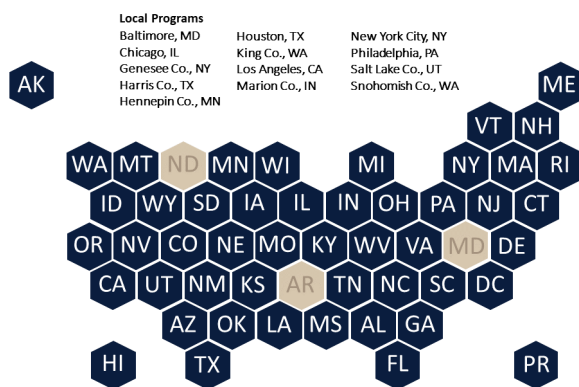 Local Programs
Baltimore, MD Houston, TX New York City, NY
Chicago, IL King Co., WA Philadelphia, PA
Genesee Co., NY Los Angeles, CA Salt Lake Co., UT
Harris Co., TX Marion Co., IN Snohomish Co., WA
Hennepin Co., MN
AK ME
VT NH
WA MT ND MN WI MI NY MA RI
ID WY SD IA IL IN OH PA NJ CT
OR NV CO NE MO KY WV VA MD DE
CA UT NM KS AR TN NC SC DC
AZ OK LA MS AL GA
HI TX FL PR